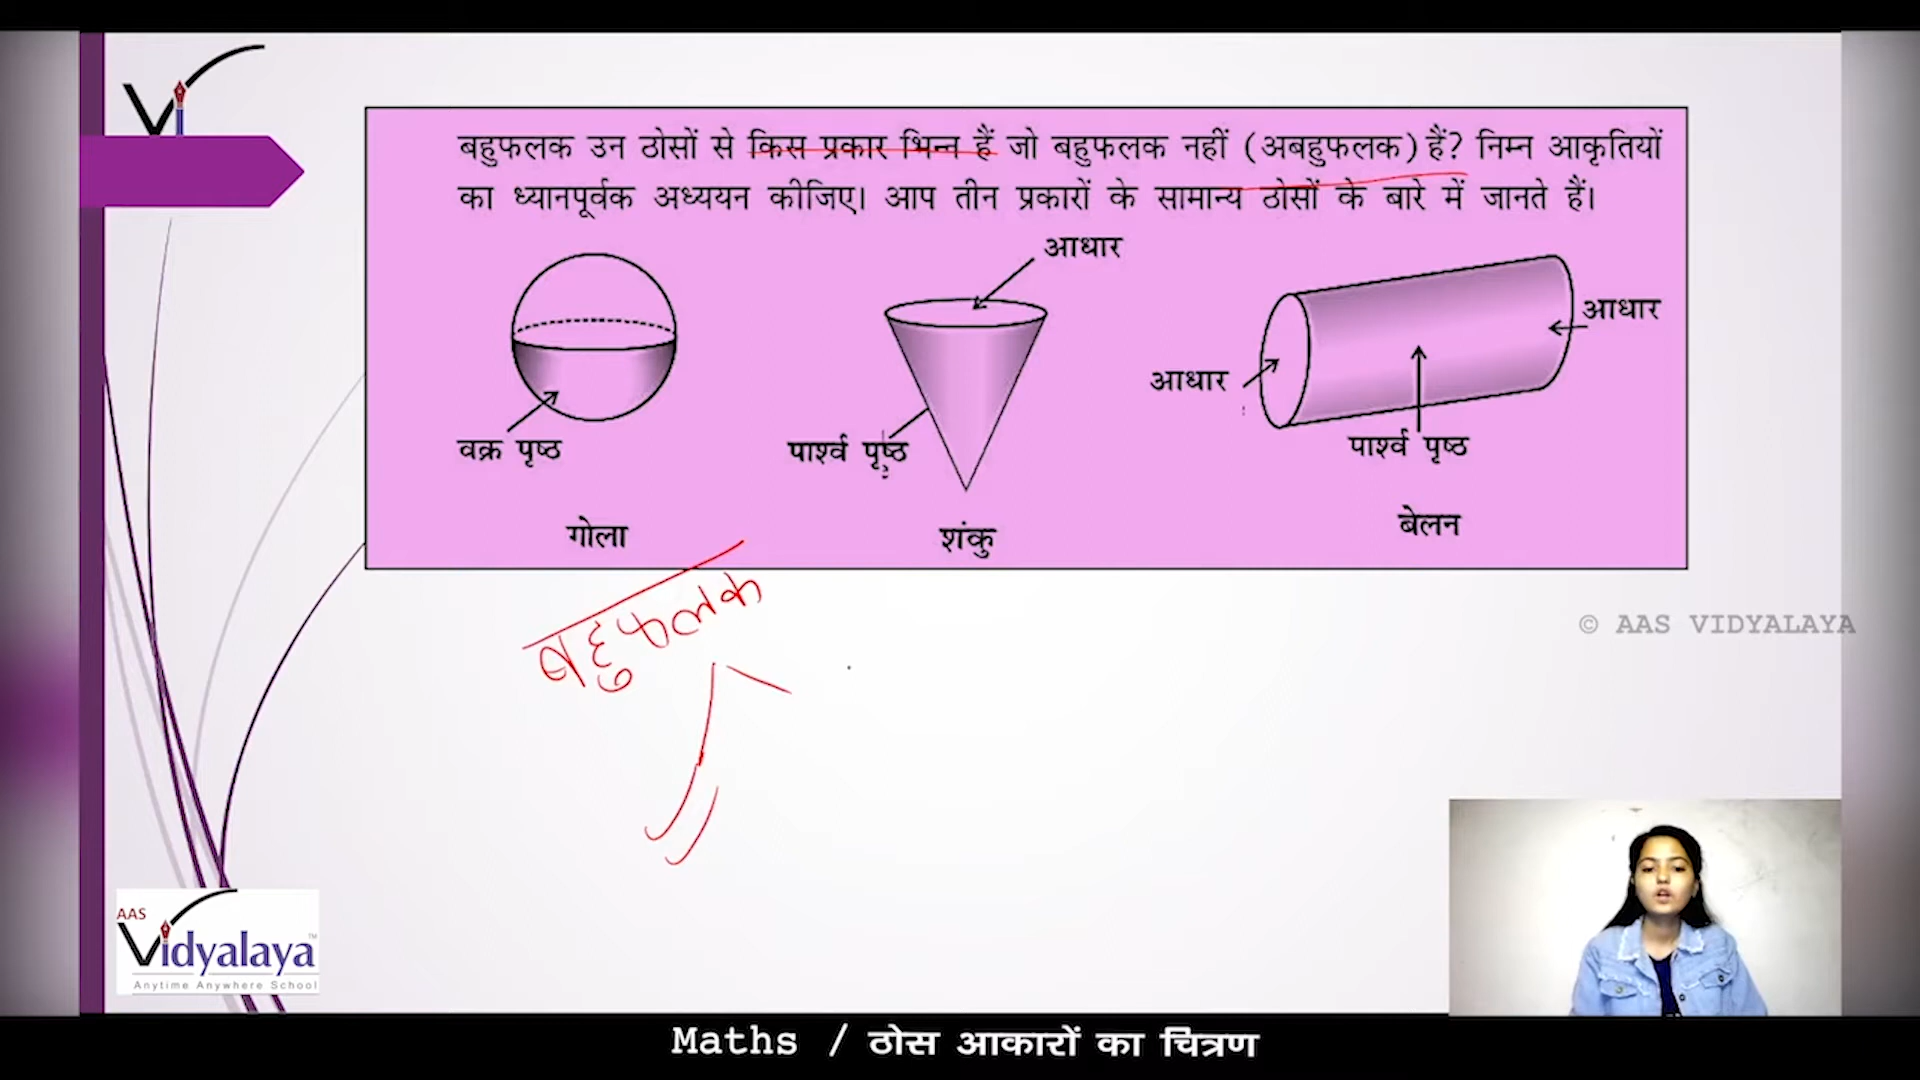 बहुफलक उन ठोसों से किस प्रकार भिन्न हैं जो बहुफलक नहीं (अबहुफलक) हैं? निम्न आकृतियों
का ध्यानपूर्वक अध्ययन कीजिए। आप तीन प्रकारों के सामान्य ठोसों के बारे में जानते हैं।
आधार
आधार
आधार
वक्र पृष्ठ
पार्श्व पृष्ठ
पार्श्व पृष्ठ
गोला
शंकु
बेलन
बहुफलक
© AAS VIDYALAYA
AAS
Vidyalaya
TM
Anytime Anywhere School
Maths / ठोस आकारों का चित्रण